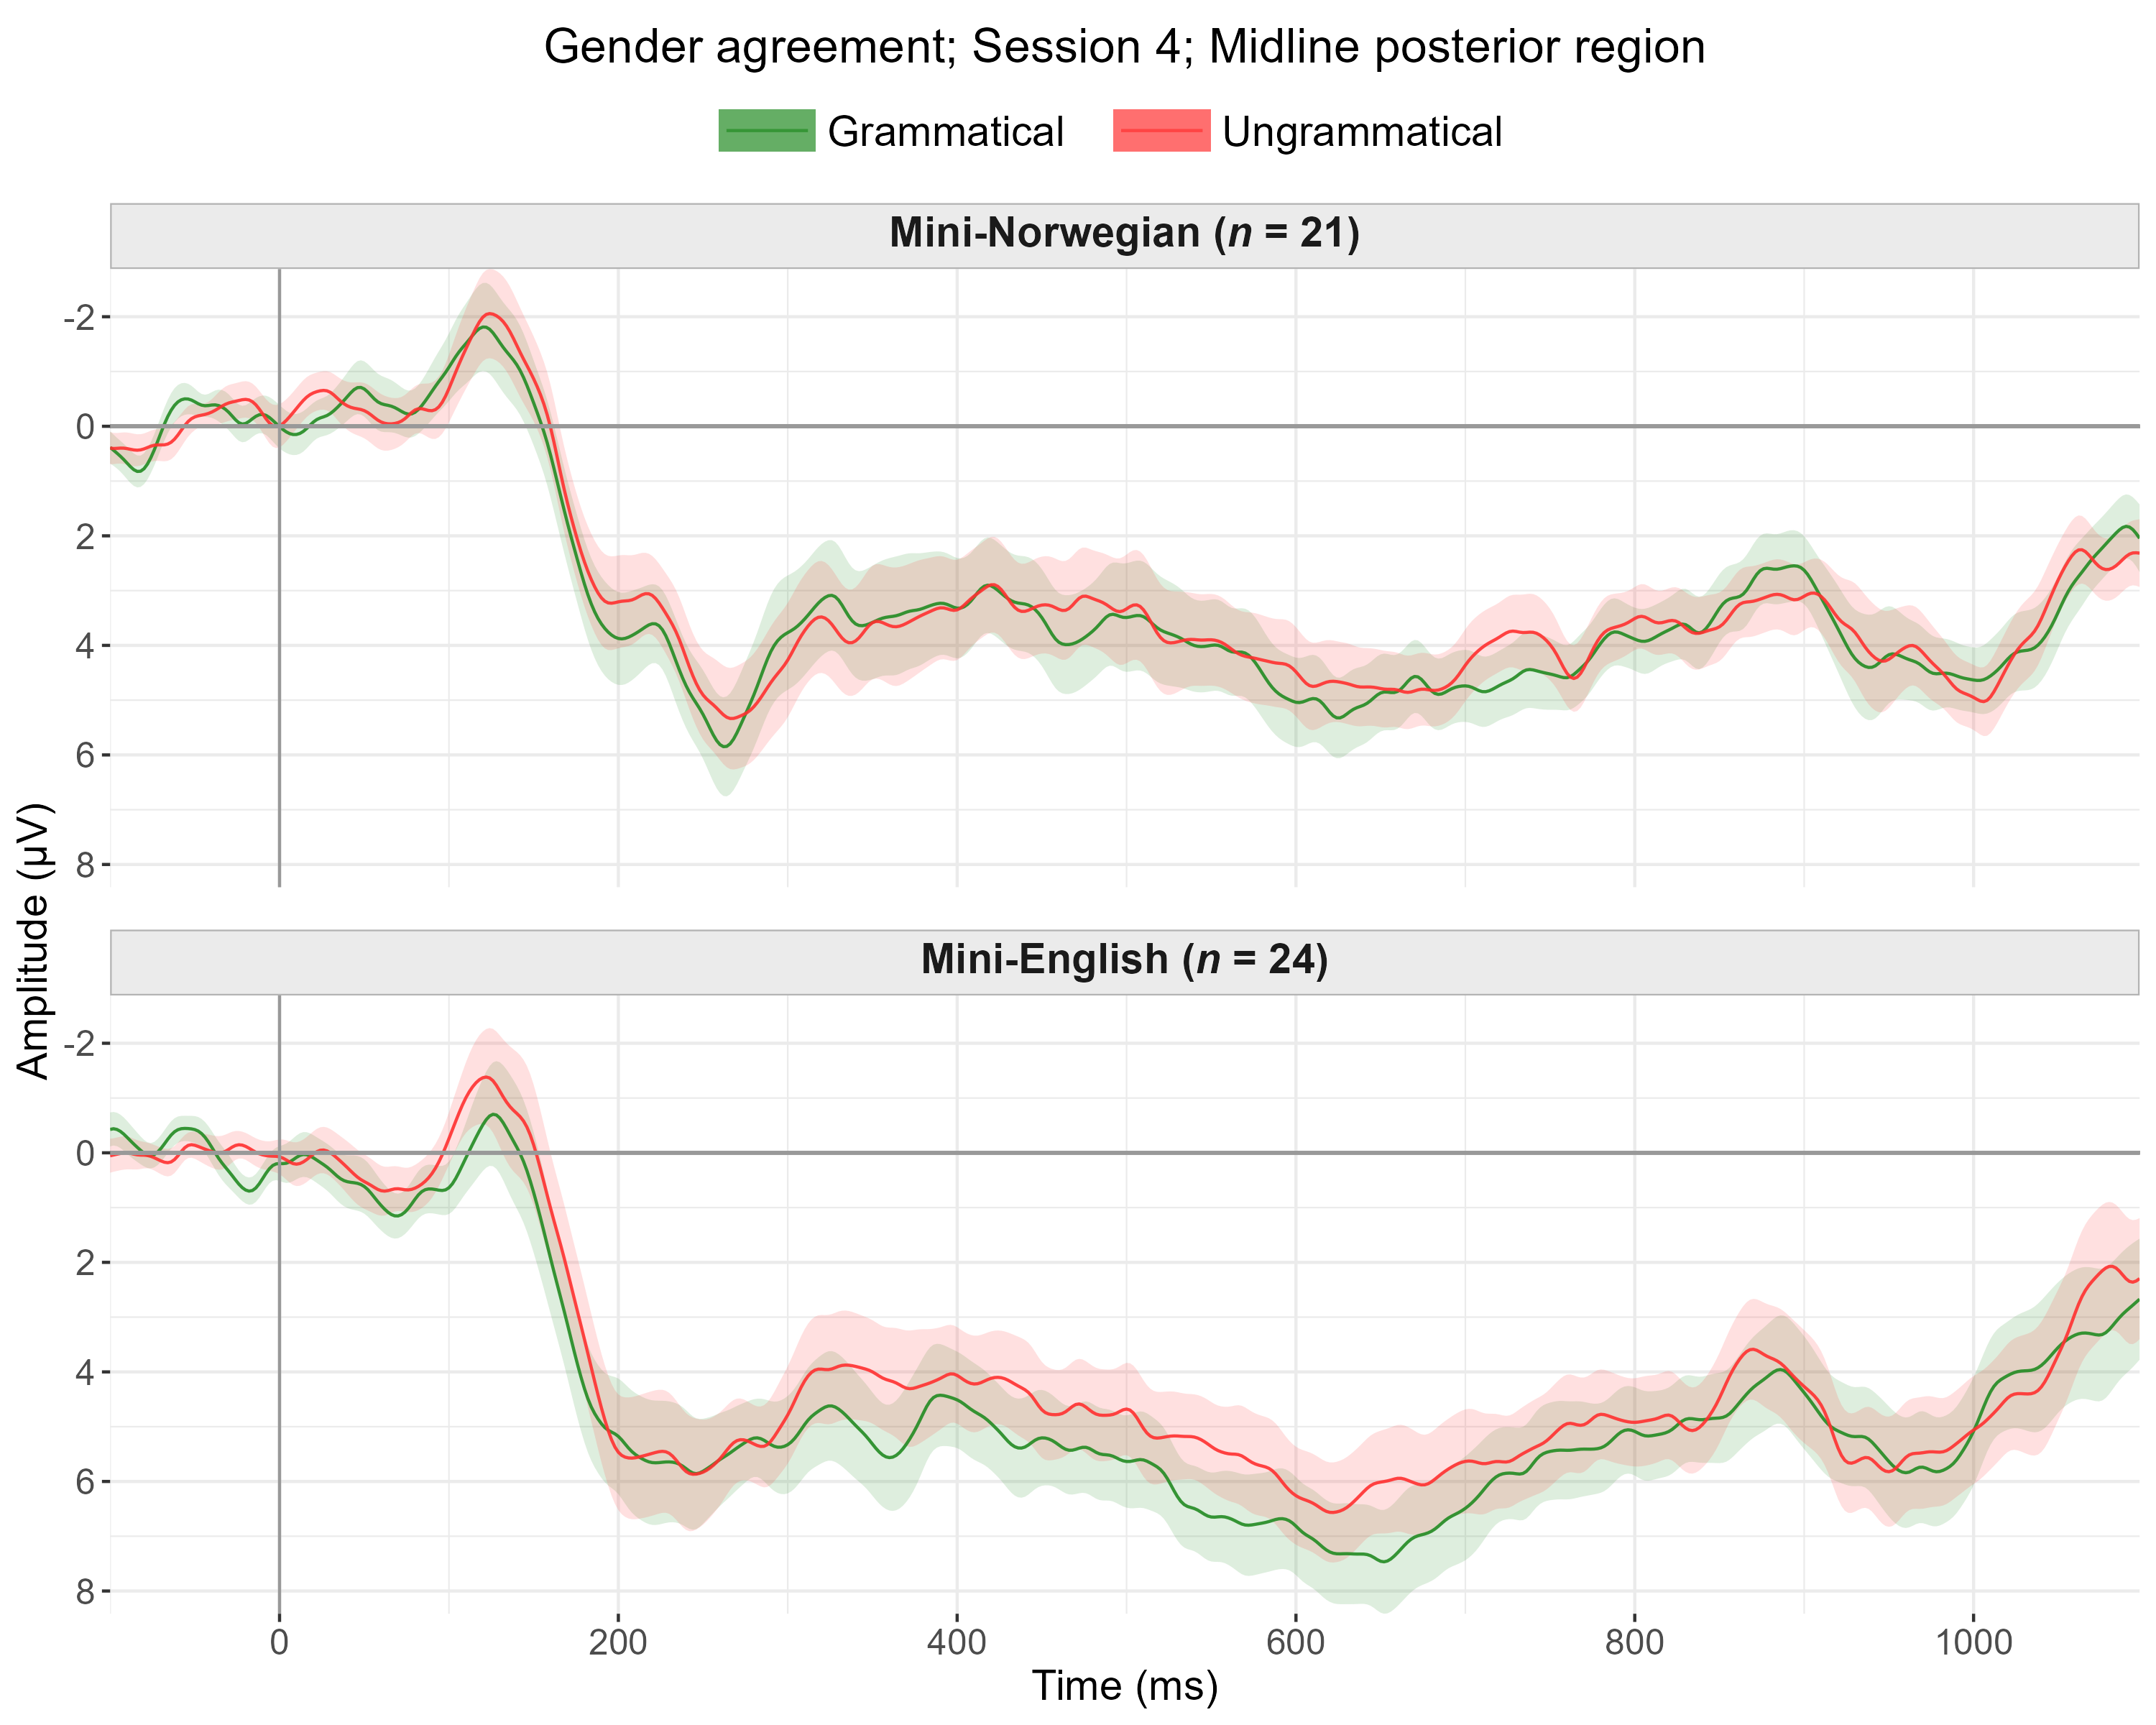 Gender agreement; Session 4; Midline posterior region
Grammatical Ungrammatical
Mini-Norwegian (n = 21)
-2
0
2
4
6
8
Mini-English (n = 24)
-2
0
2
4
6
8
0 200 400 600 800 1000
Time (ms)
Amplitude (µV)